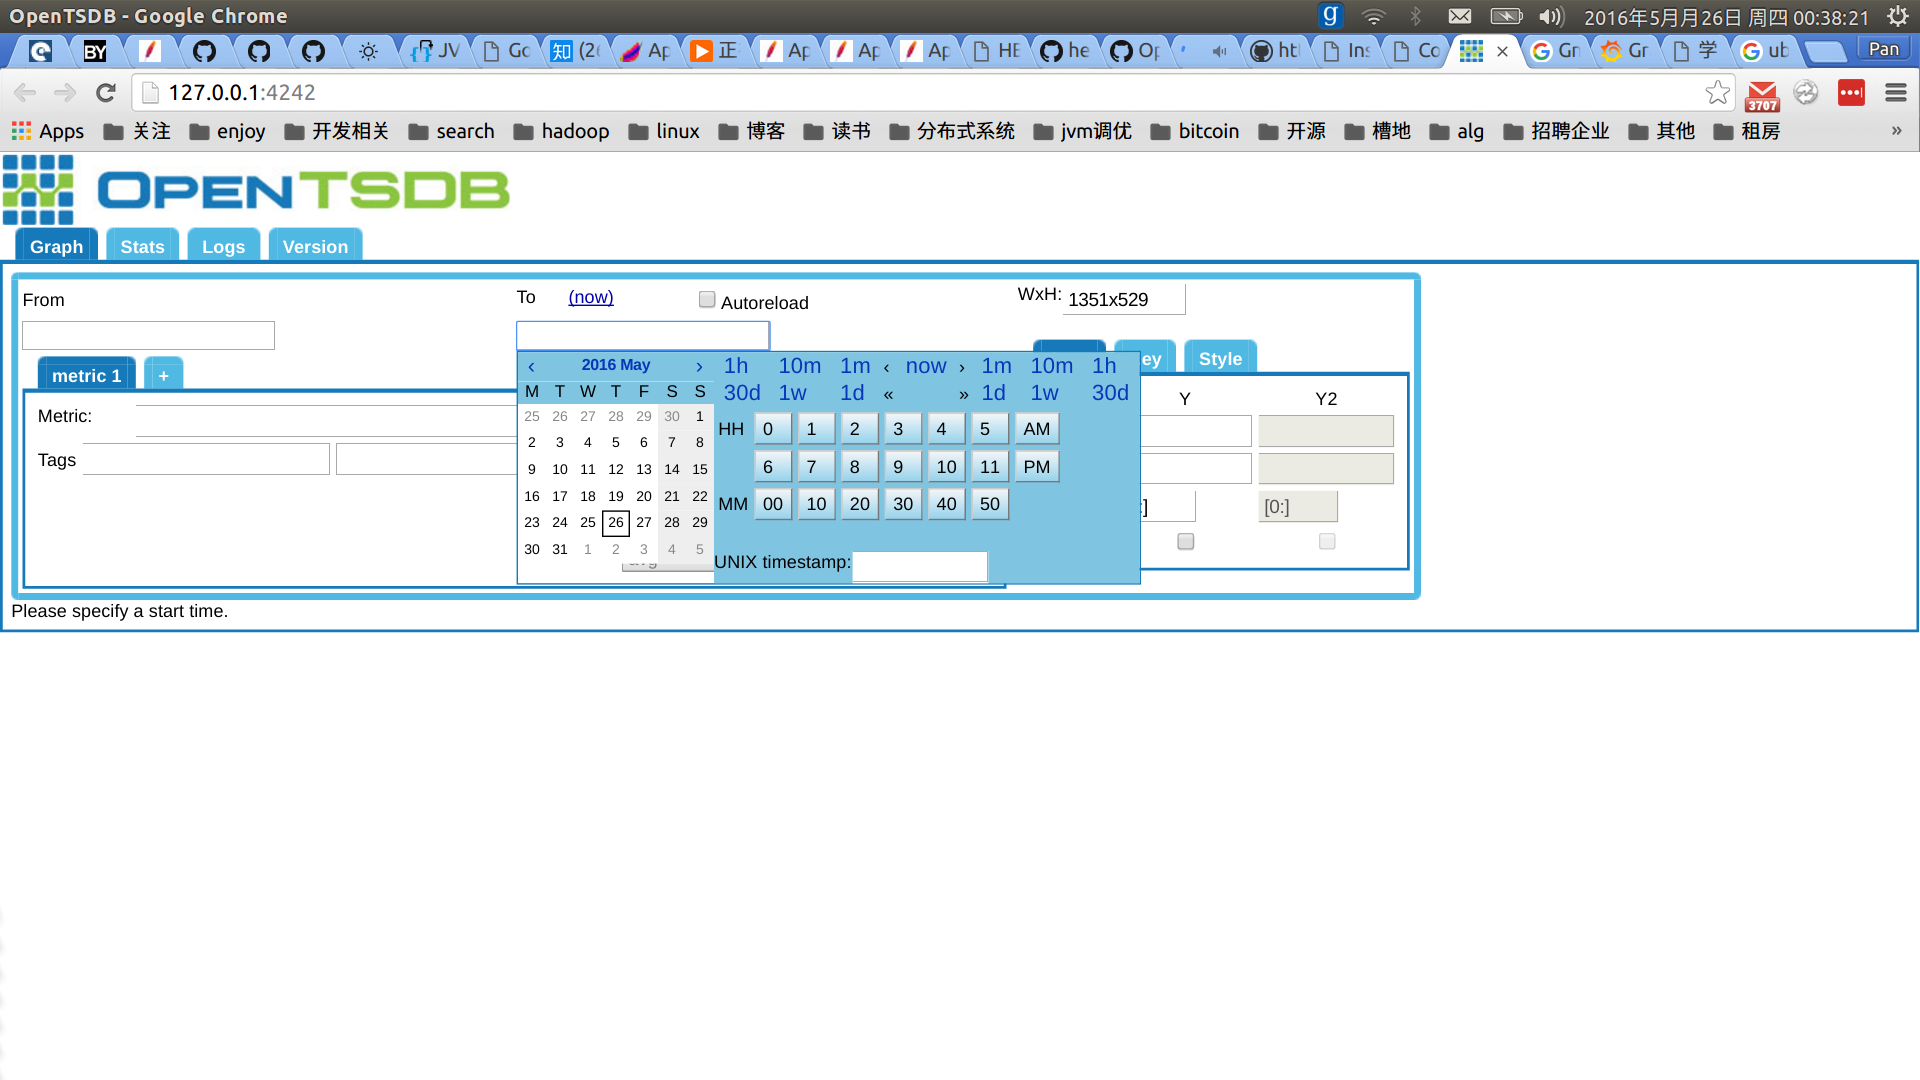 OpenTSDB - Google Chrome
g
2016年5月月26日 周四 00:38:21
BY
JV
Go
知 (2(
Ap
正
Ap
Ap
Ap
HE
he
Op
ht
Ins
Co
Gr
Gr
学
ub
Pan
127.0.0.1:4242
3707
Apps 关注 enjoy 开发相关 search hadoop linux 博客 读书 分布式系统 jvm调优 bitcoin 开源 槽地 alg 招聘企业 其他 租房 »
OPENTSDB
Graph Stats Logs Version
From
To (now) Autoreload
WxH: 1351x529
ey Style
metric 1 +
‹ 2016 May ›
1h 10m 1m ‹ now › 1m 10m 1h
30d 1w 1d « » 1d 1w 30d
M T W T F S S
25 26 27 28 29 30 1
2 3 4 5 6 7 8
9 10 11 12 13 14 15
16 17 18 19 20 21 22
23 24 25 26 27 28 29
30 31 1 2 3 4 5
HH 0 1 2 3 4 5 AM
6 7 8 9 10 11 PM
MM 00 10 20 30 40 50
UNIX timestamp:
Y Y2
:] [0:]
Metric:
Tags
avg
Please specify a start time.